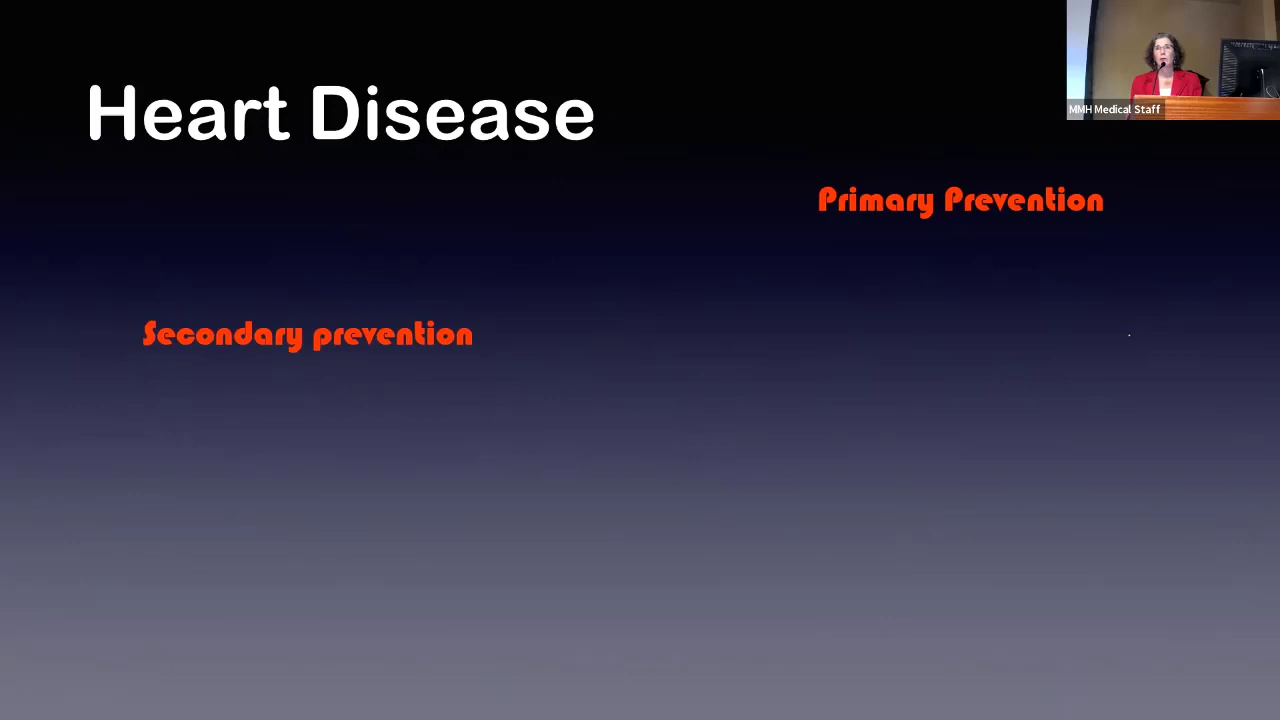 Heart Disease
MMH Medical Staff
Primary Prevention
Secondary prevention